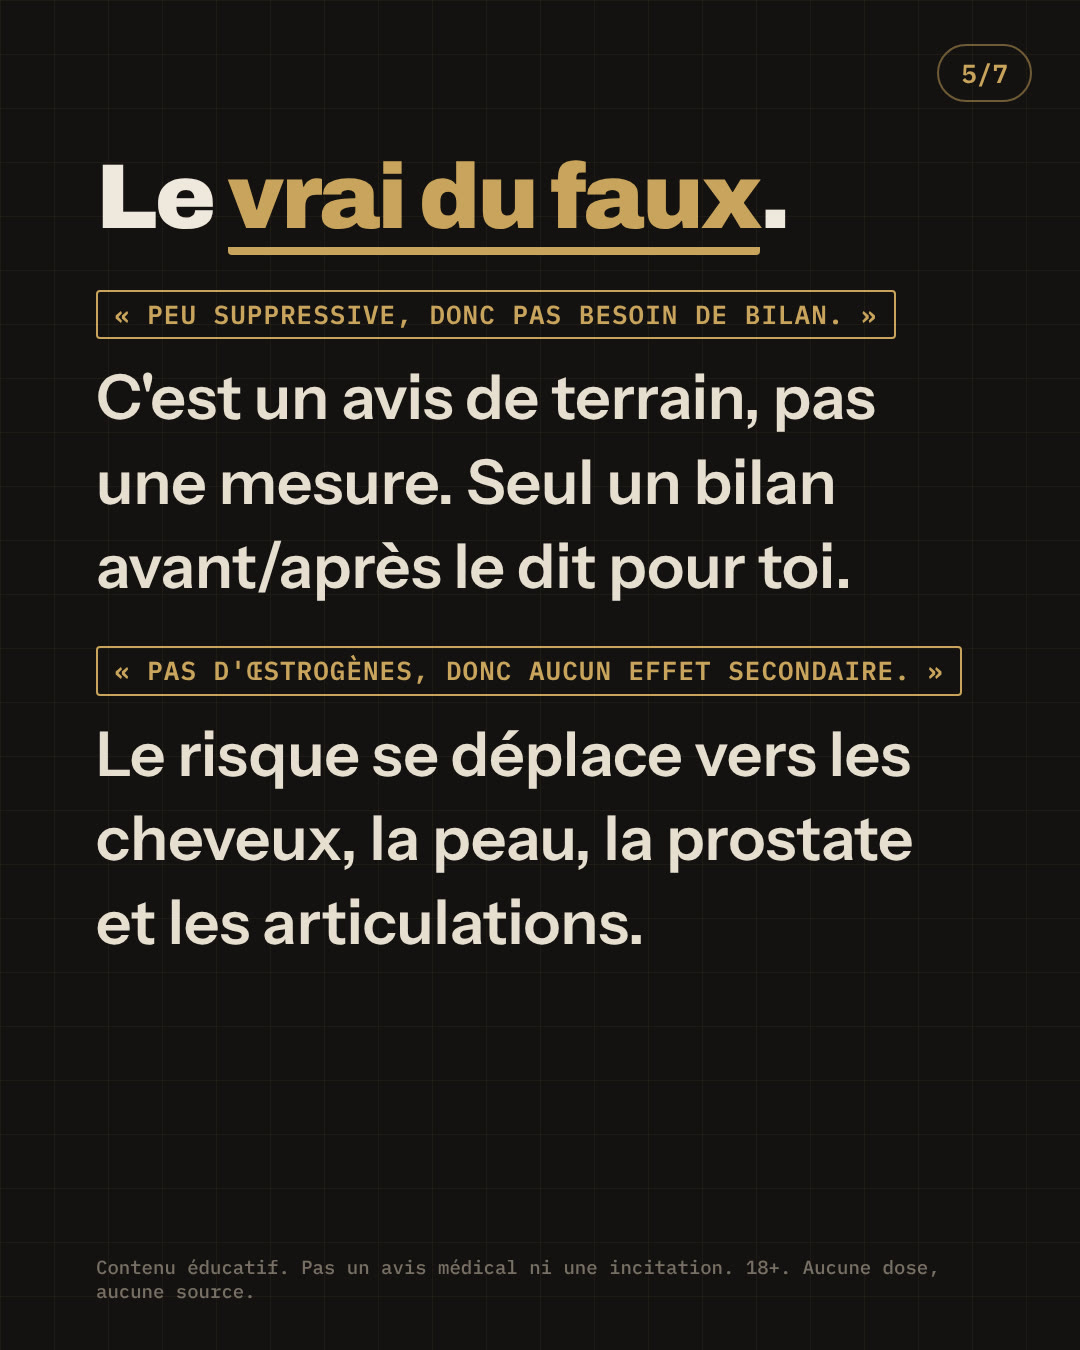 5/7
Le vrai du faux.
« PEU SUPPRESSIVE, DONC PAS BESOIN DE BILAN. »
C'est un avis de terrain, pas
une mesure. Seul un bilan
avant/après le dit pour toi.
« PAS D'ŒSTROGÈNES, DONC AUCUN EFFET SECONDAIRE. »
Le risque se déplace vers les
cheveux, la peau, la prostate
et les articulations.
Contenu éducatif. Pas un avis médical ni une incitation. 18+. Aucune dose,
aucune source.